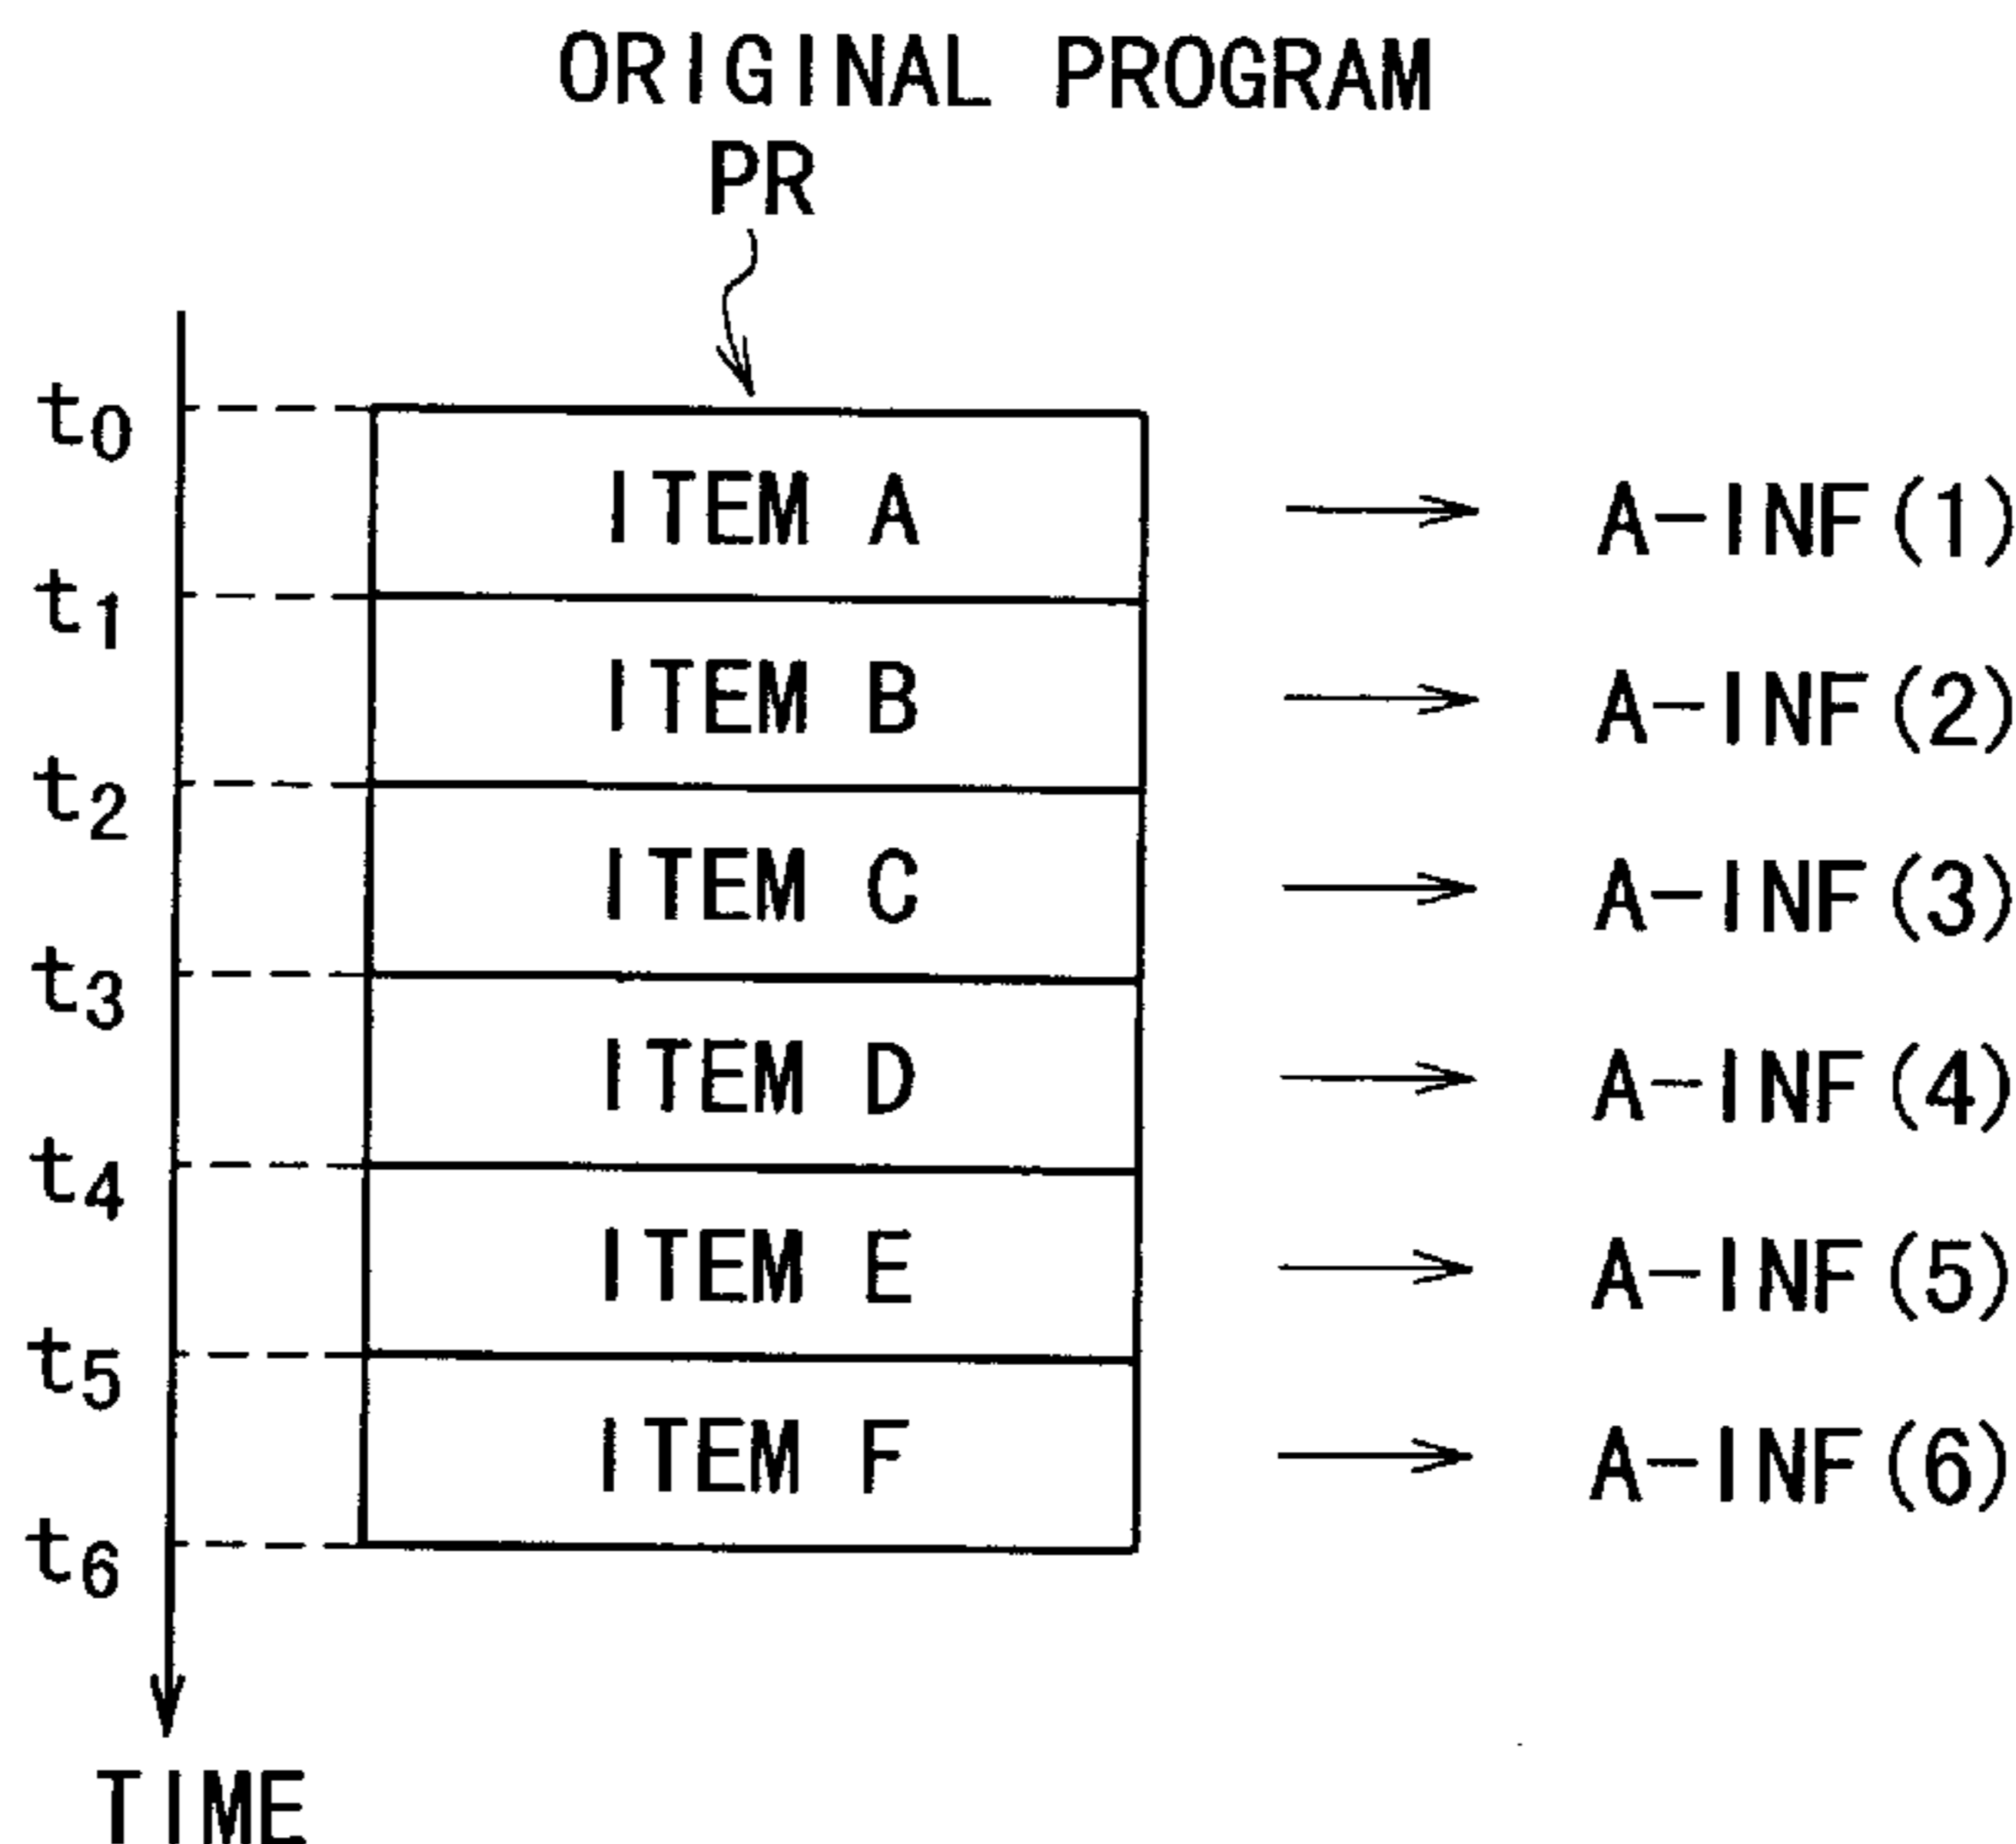 ORIGINAL PROGRAM
PR
t0
ITEM A
A-INF(1)
t1
ITEM B
A-INF(2)
t2
ITEM C
A-INF(3)
t3
ITEM D
A-INF(4)
t4
ITEM E
A-INF(5)
t5
ITEM F
A-INF(6)
t6
TIME